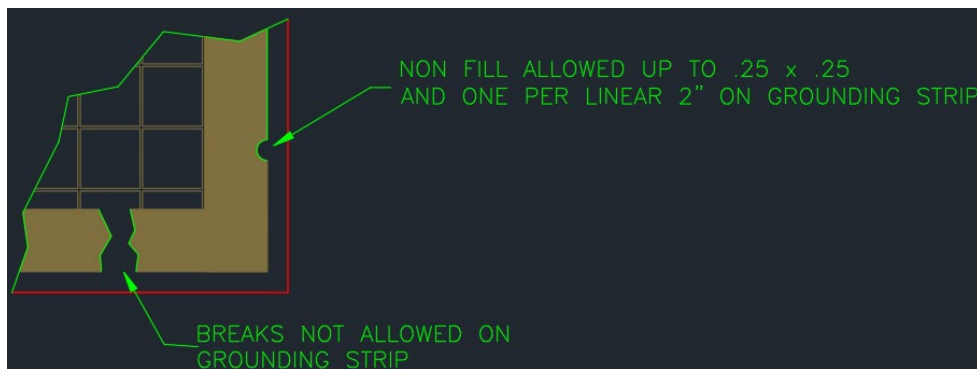 NON FILL ALLOWED UP TO .25 x .25
AND ONE PER LINEAR 2" ON GROUNDING STRIP
BREAKS NOT ALLOWED ON
GROUNDING STRIP